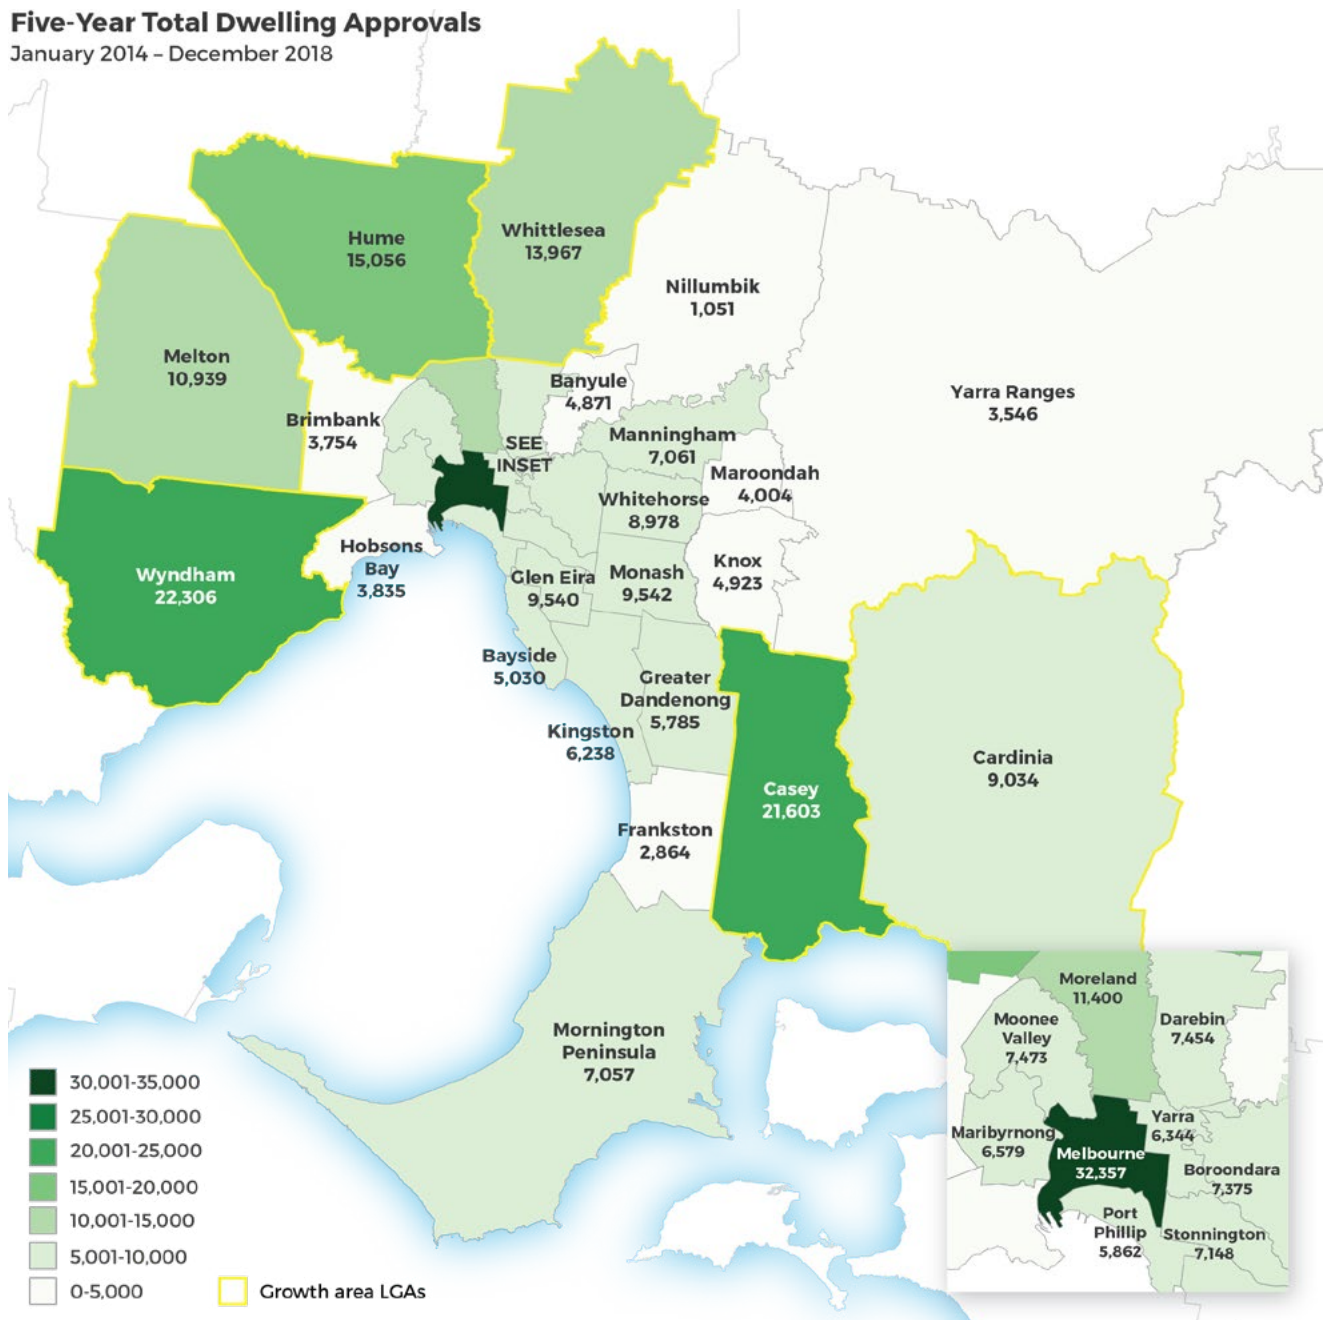 Five-Year Total Dwelling Approvals
January 2014 – December 2018
Hume
15,056
Whittlesea
13,967
Nillumbik
1,051
Melton
10,939
Brimbank
3,754
Banyule
4,871
Yarra Ranges
3,546
SEE
INSET
Manningham
7,061
Maroondah
4,004
Whitehorse
8,978
Hobsons
Bay
3,835
Wyndham
22,306
Glen Eira
9,540
Monash
9,542
Knox
4,923
Bayside
5,030
Greater
Dandenong
5,785
Kingston
6,238
Casey
21,603
Cardinia
9,034
Frankston
2,864
Mornington
Peninsula
7,057
Moreland
11,400
Moonee
Valley
7,473
Darebin
7,454
Maribyrnong
6,579
Yarra
6,344
Melbourne
32,357
Boroondara
7,375
Port
Phillip
5,862
Stonnington
7,148
30,001-35,000
25,001-30,000
20,001-25,000
15,001-20,000
10,001-15,000
5,001-10,000
0-5,000
Growth area LGAs